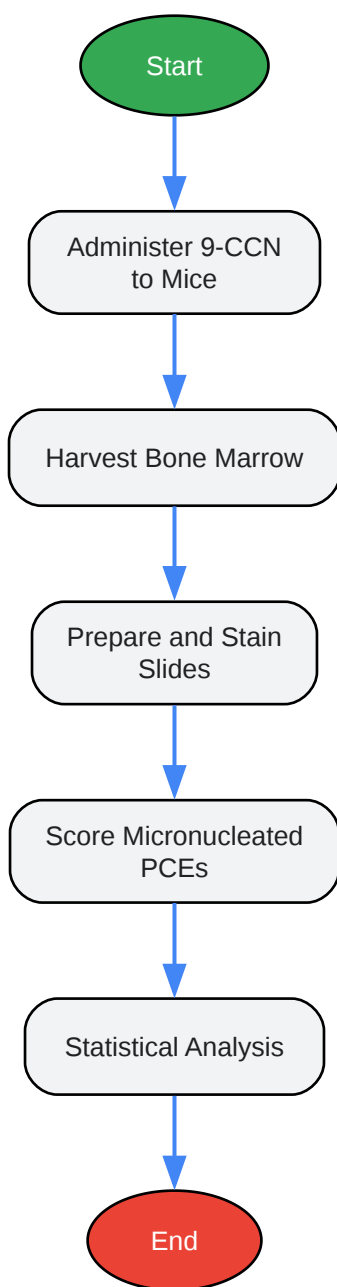 Start
Administer 9-CCN
to Mice
Harvest Bone Marrow
Prepare and Stain
Slides
Score Micronucleated
PCEs
Statistical Analysis
End